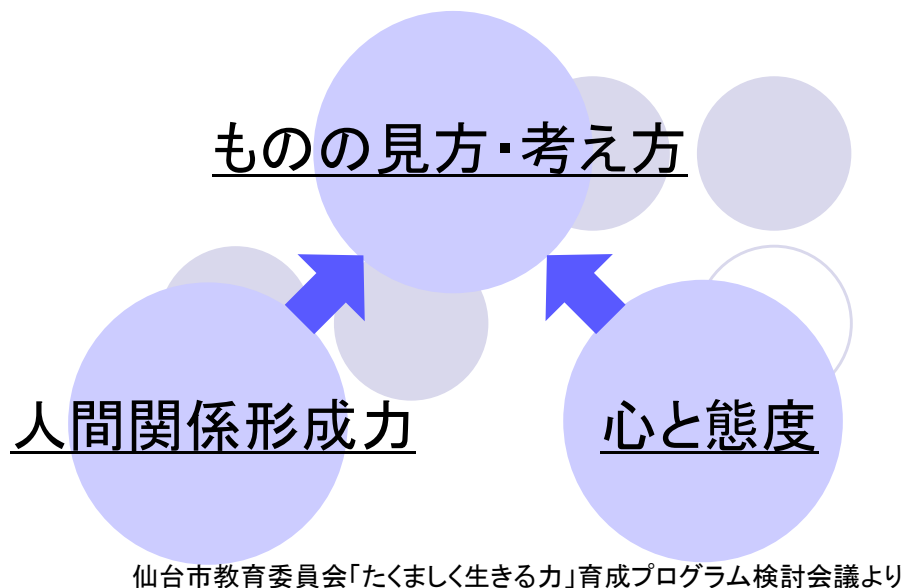 ものの見方・考え方
人間関係形成力
心と態度
仙台市教育委員会「たくましく生きる力」育成プログラム検討会議より